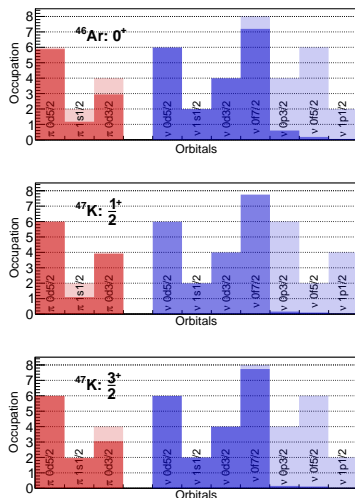 ⁴⁶Ar: 0⁺
Occupation
8
7
6
5
4
3
2
1
0
π 0d5/2
π 1s1/2
π 0d3/2
ν 0d5/2
ν 1s1/2
ν 0d3/2
ν 0f7/2
ν 0p3/2
ν 0f5/2
ν 1p1/2
Orbitals
⁴⁷K: 1/2⁺
Occupation
8
7
6
5
4
3
2
1
0
π 0d5/2
π 1s1/2
π 0d3/2
ν 0d5/2
ν 1s1/2
ν 0d3/2
ν 0f7/2
ν 0p3/2
ν 0f5/2
ν 1p1/2
Orbitals
⁴⁷K: 3/2⁺
Occupation
8
7
6
5
4
3
2
1
0
π 0d5/2
π 1s1/2
π 0d3/2
ν 0d5/2
ν 1s1/2
ν 0d3/2
ν 0f7/2
ν 0p3/2
ν 0f5/2
ν 1p1/2
Orbitals